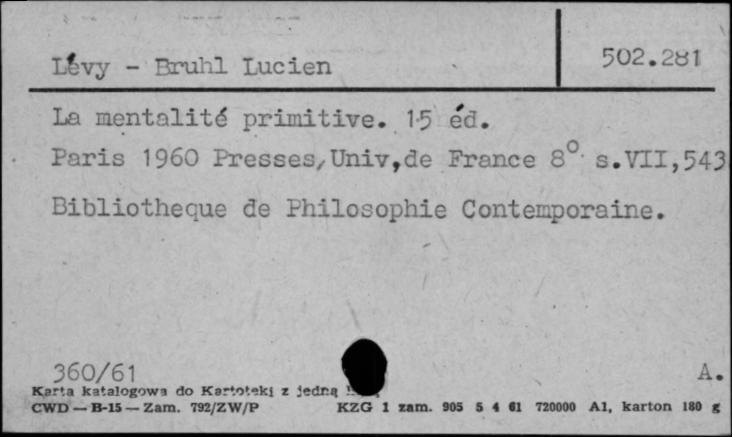 Lévy - Bruhl Lucien 502.281
La mentalité primitive. 15 éd.
Paris 1960 Presses,Univ,de France 8° s.VII,543
Bibliotheque de Philosophie Contemporaine.
360/61 A.
Karta katalogowa do Kartoteki z jedną
CWD — B-15 — Zam. 792/ZW/P KZG 1 zam. 905 5 4 61 720000 A1, karton 180 g